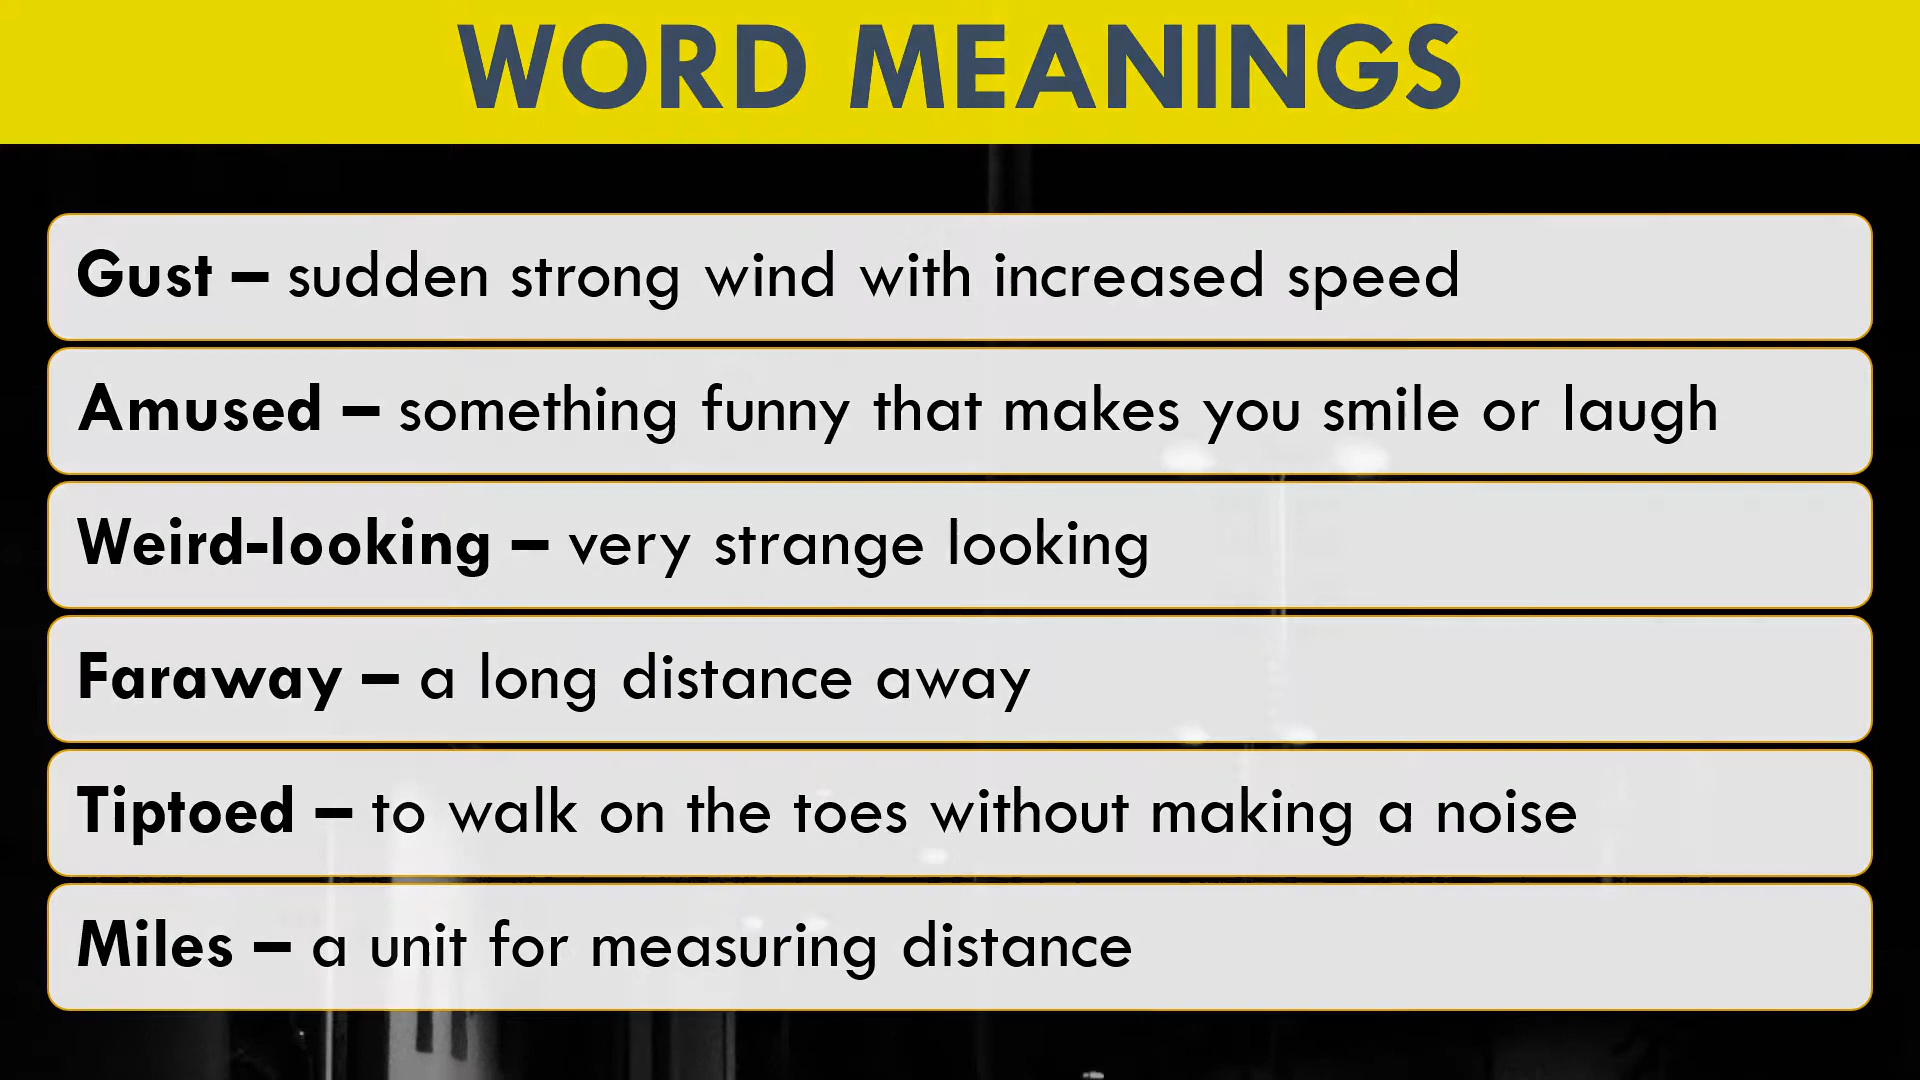 WORD MEANINGS
Gust – sudden strong wind with increased speed
Amused – something funny that makes you smile or laugh
Weird-looking – very strange looking
Faraway – a long distance away
Tiptoed – to walk on the toes without making a noise
Miles – a unit for measuring distance